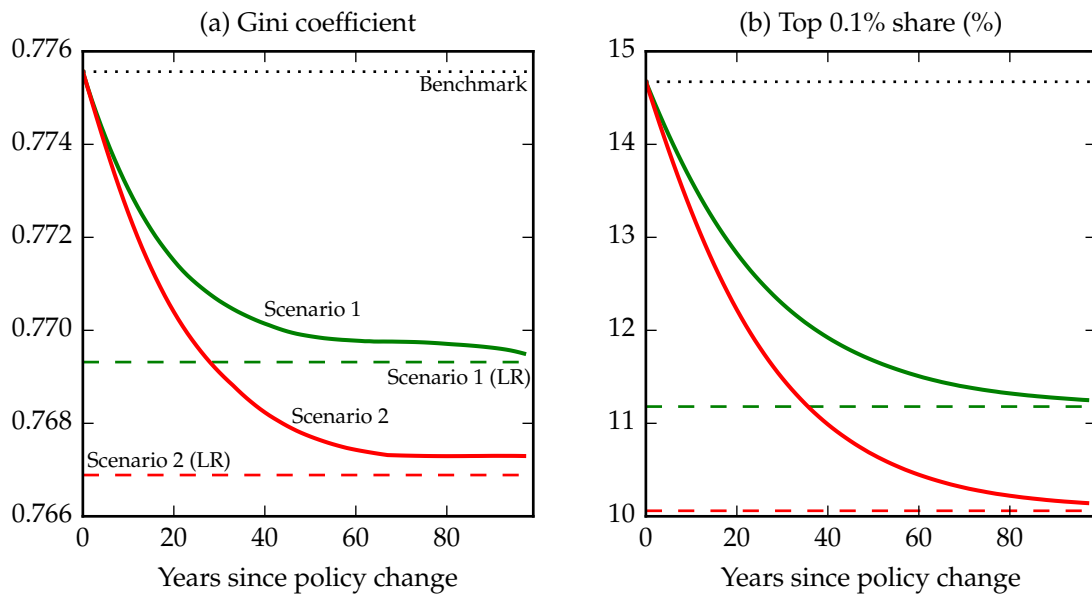 (a) Gini coefficient
0.776
0.774
0.772
0.770
0.768
0.766
Benchmark
Scenario 1
Scenario 1 (LR)
Scenario 2
Scenario 2 (LR)
0 20 40 60 80
Years since policy change
(b) Top 0.1% share (%)
15
14
13
12
11
10
0 20 40 60 80
Years since policy change